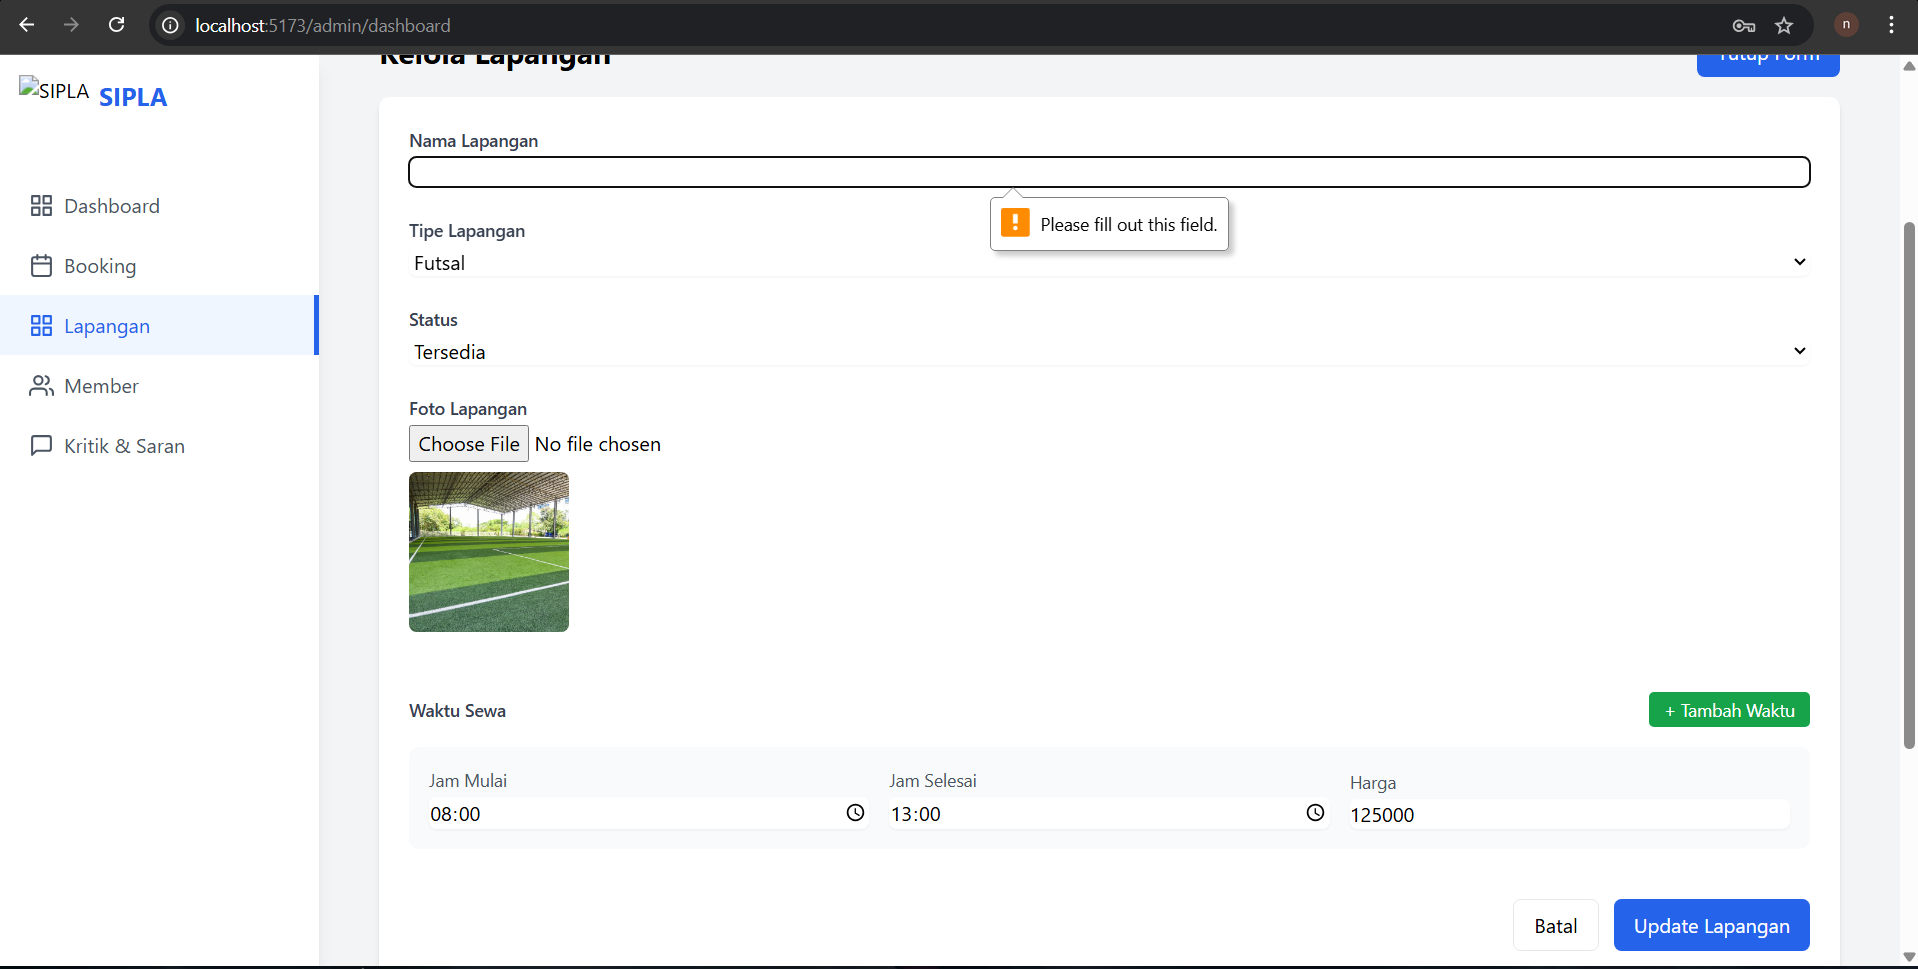 localhost:5173/admin/dashboard
n
SIPLA SIPLA
Kelola Lapangan
Tutup Form
Dashboard
Booking
Lapangan
Member
Kritik & Saran
Nama Lapangan
Please fill out this field.
Tipe Lapangan
Futsal
Status
Tersedia
Foto Lapangan
Choose File No file chosen
Waktu Sewa
+ Tambah Waktu
Jam Mulai
08:00
Jam Selesai
13:00
Harga
125000
Batal
Update Lapangan